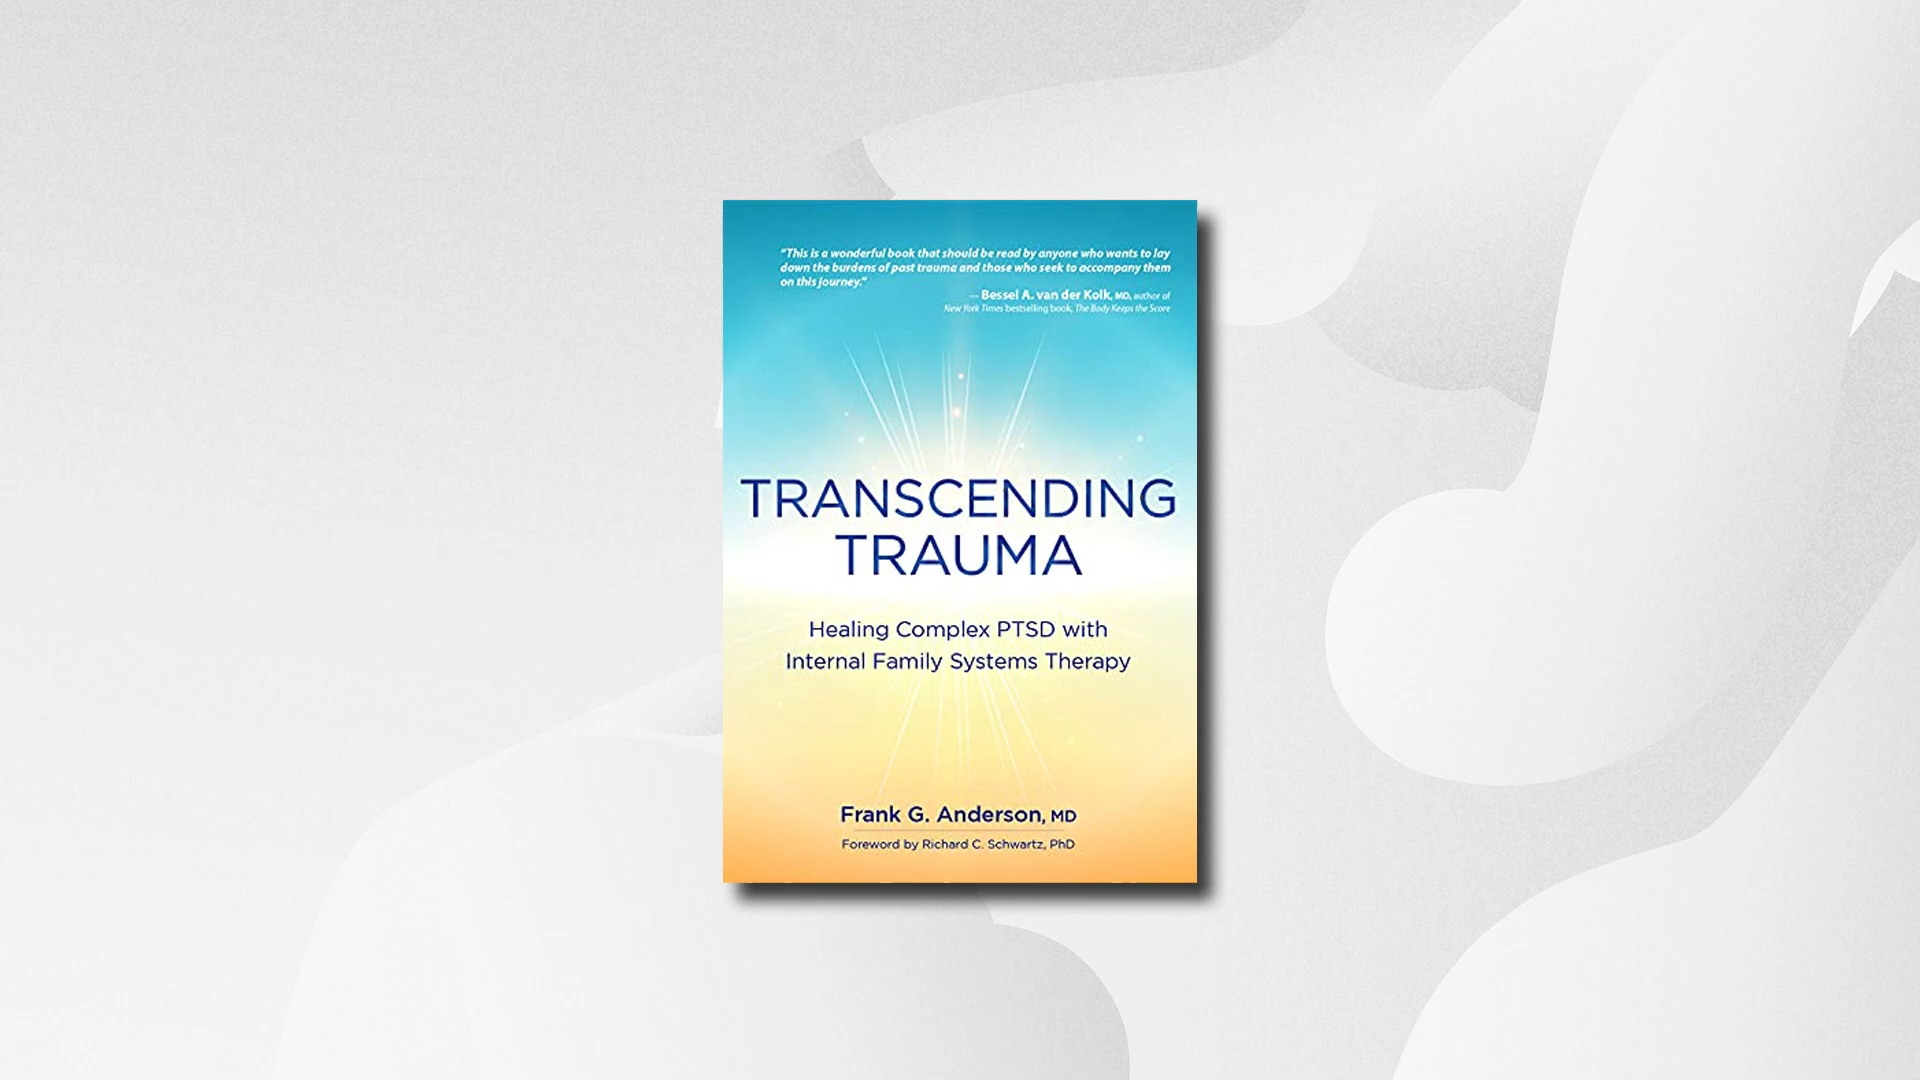 "This is a wonderful book that should be read by anyone who wants to lay
down the burdens of past trauma and those who seek to accompany them
on this journey."
— Bessel A. van der Kolk, MD, author of
New York Times bestselling book, The Body Keeps the Score
TRANSCENDING
TRAUMA
Healing Complex PTSD with
Internal Family Systems Therapy
Frank G. Anderson, MD
Foreword by Richard C. Schwartz, PhD